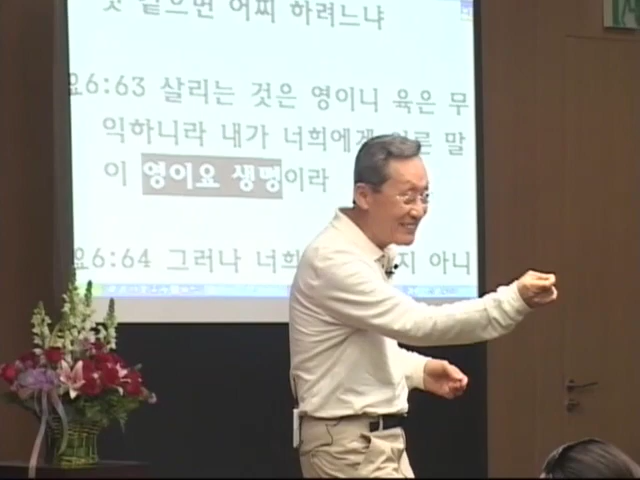 같으면 어찌 하려느냐
요6:63 살리는 것은 영이니 육은 무
익하니라 내가 너희에게 이른 말
이 영이요 생명이라
요6:64 그러나 너희 아니